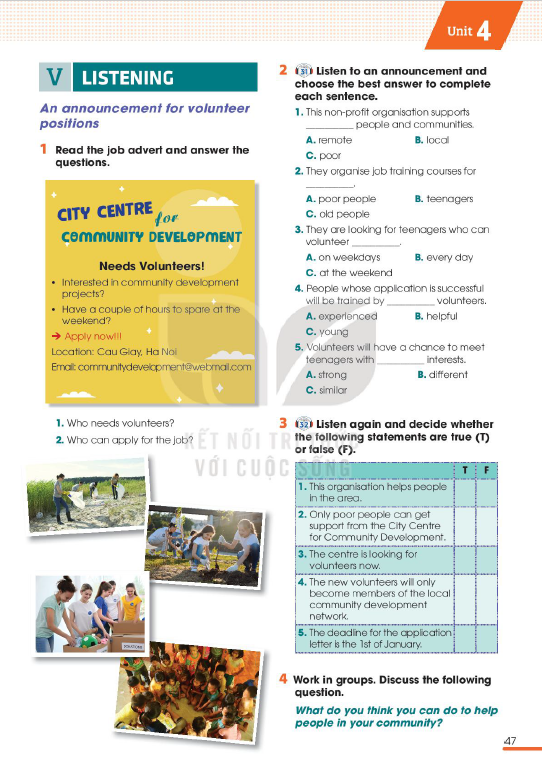 Unit 4
V LISTENING
An announcement for volunteer
positions
1 Read the job advert and answer the
questions.
CITY CENTRE for
COMMUNITY DEVELOPMENT
Needs Volunteers!
• Interested in community development
projects?
• Have a couple of hours to spare at the
weekend?
→ Apply now!!!
Location: Cau Giay, Ha Noi
Email: communitydevelopment@webmail.com
1. Who needs volunteers?
2. Who can apply for the job?
2 31 Listen to an announcement and
choose the best answer to complete
each sentence.
1. This non-profit organisation supports
__________ people and communities.
A. remote B. local
C. poor
2. They organise job training courses for
__________.
A. poor people B. teenagers
C. old people
3. They are looking for teenagers who can
volunteer __________.
A. on weekdays B. every day
C. at the weekend
4. People whose application is successful
will be trained by __________ volunteers.
A. experienced B. helpful
C. young
5. Volunteers will have a chance to meet
teenagers with __________ interests.
A. strong B. different
C. similar
3 32 Listen again and decide whether
the following statements are true (T)
or false (F).
T F
1. This organisation helps people
in the area.
2. Only poor people can get
support from the City Centre
for Community Development.
3. The centre is looking for
volunteers now.
4. The new volunteers will only
become members of the local
community development
network.
5. The deadline for the application
letter is the 1st of January.
4 Work in groups. Discuss the following
question.
What do you think you can do to help
people in your community?
KẾT NỐI TRI THỨC
VỚI CUỘC SỐNG
47